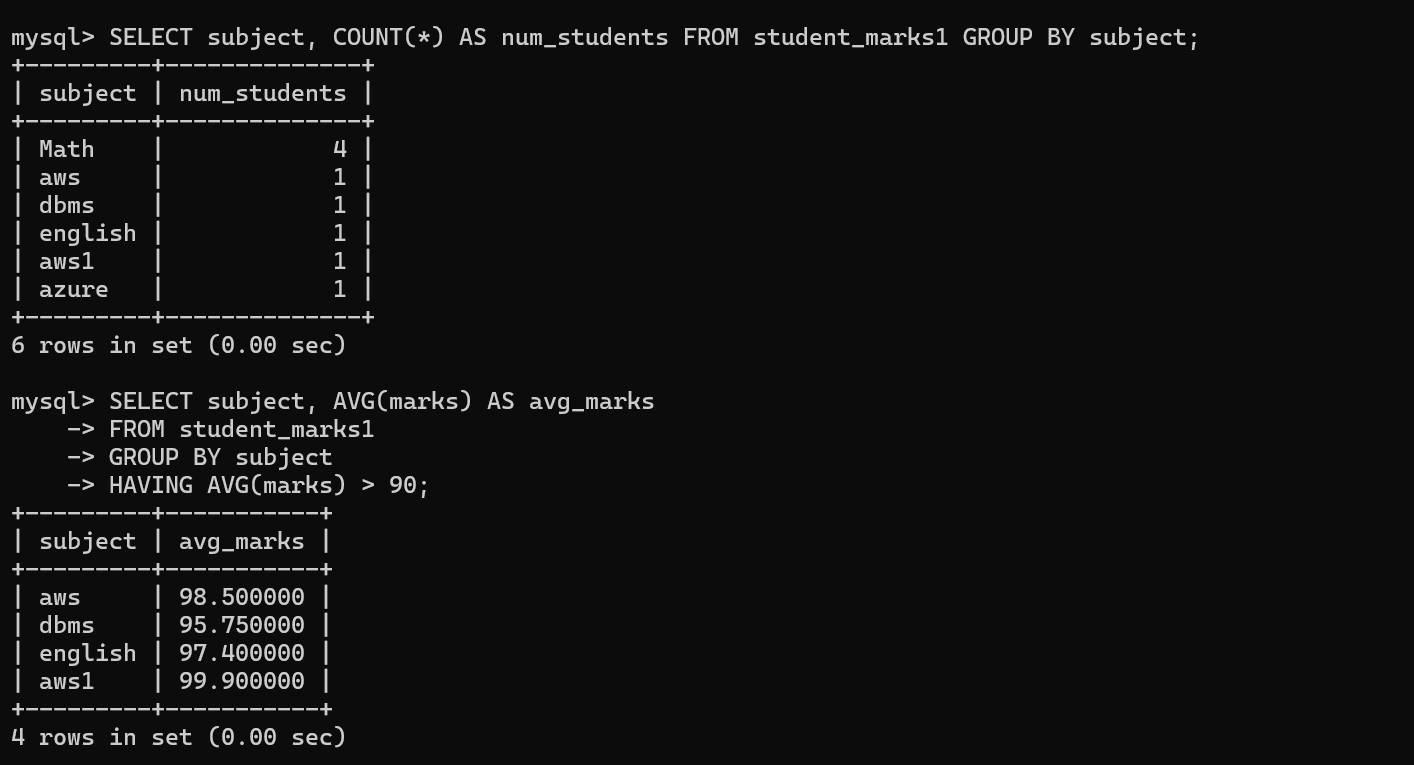 mysql> SELECT subject, COUNT(*) AS num_students FROM student_marks1 GROUP BY subject;
+---------+--------------+
| subject | num_students |
+---------+--------------+
| Math    |            4 |
| aws     |            1 |
| dbms    |            1 |
| english |            1 |
| aws1    |            1 |
| azure   |            1 |
+---------+--------------+
6 rows in set (0.00 sec)

mysql> SELECT subject, AVG(marks) AS avg_marks
    -> FROM student_marks1
    -> GROUP BY subject
    -> HAVING AVG(marks) > 90;
+---------+-----------+
| subject | avg_marks |
+---------+-----------+
| aws     | 98.500000 |
| dbms    | 95.750000 |
| english | 97.400000 |
| aws1    | 99.900000 |
+---------+-----------+
4 rows in set (0.00 sec)